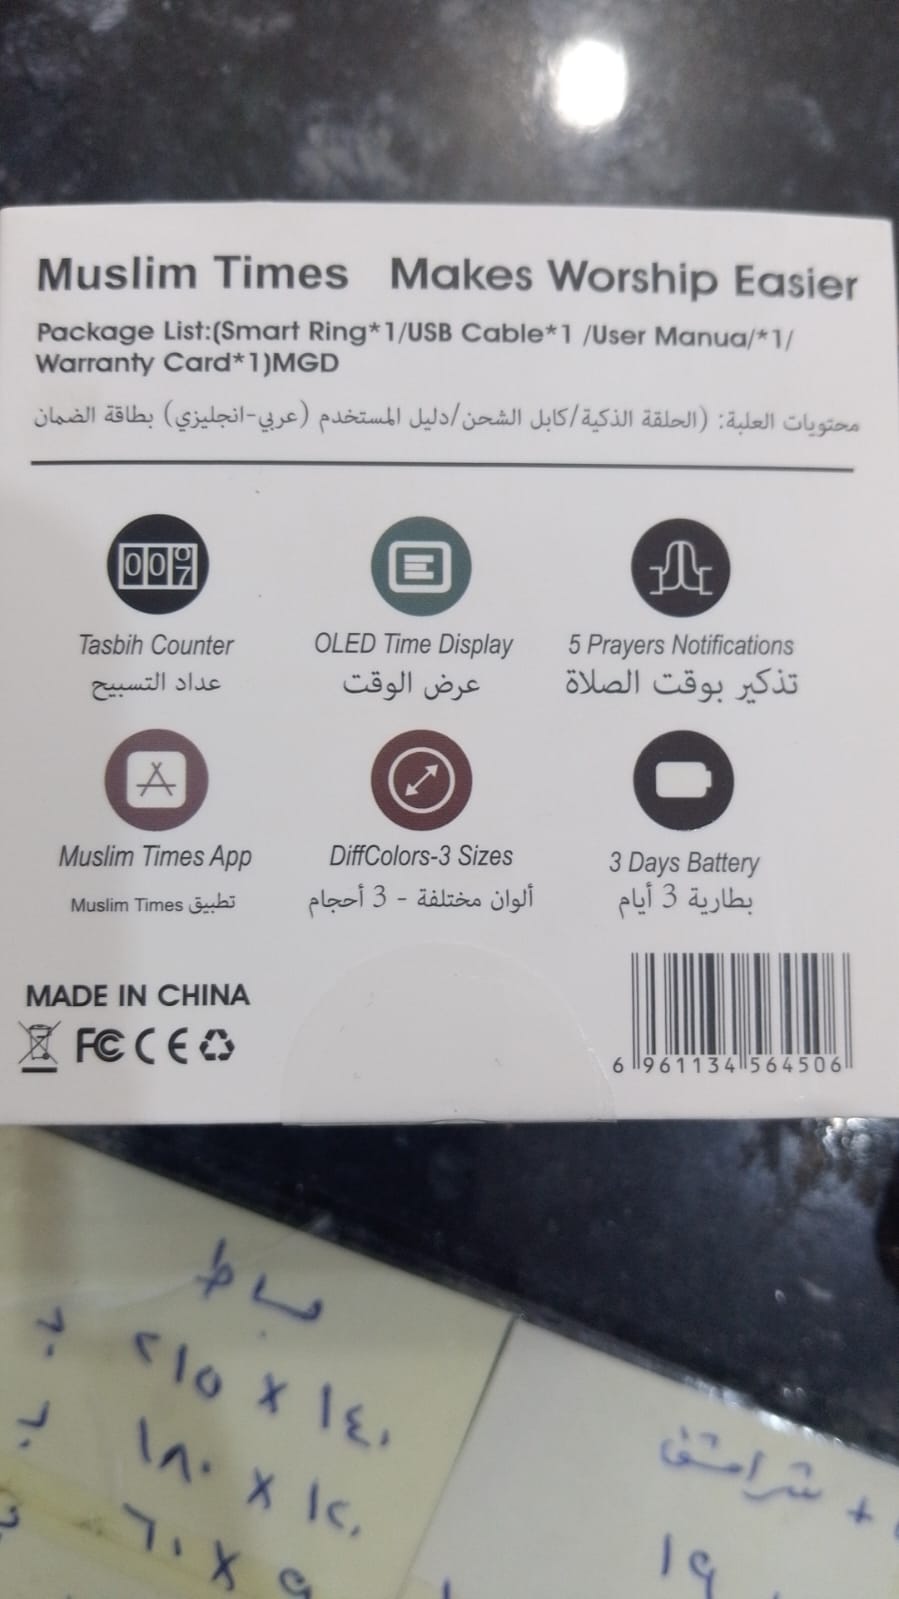 Muslim Times Makes Worship Easier
Package List:(Smart Ring*1/USB Cable*1 /User Manua/*1/
Warranty Card*1)MGD
محتويات العلبة: (الحلقة الذكية/كابل الشحن/دليل المستخدم (عربي-انجليزي) بطاقة الضمان
007
Tasbih Counter
عداد التسبيح
OLED Time Display
عرض الوقت
5 Prayers Notifications
تذكير بوقت الصلاة
Muslim Times App
تطبيق Muslim Times
DiffColors-3 Sizes
ألوان مختلفة - 3 أحجام
3 Days Battery
بطارية 3 أيام
MADE IN CHINA
FC CE
6 961134 564506
بساط
٢١٥ X ١٤٠
١٨٠ X ١٢٠
+ شراشف